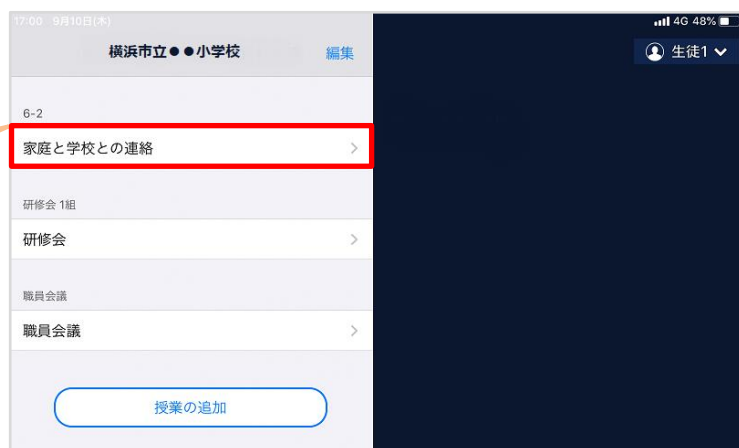 17:00 9月10日(木)
4G 48%
横浜市立●●小学校 編集
生徒1
6-2
家庭と学校との連絡
研修会 1組
研修会
職員会議
職員会議
授業の追加